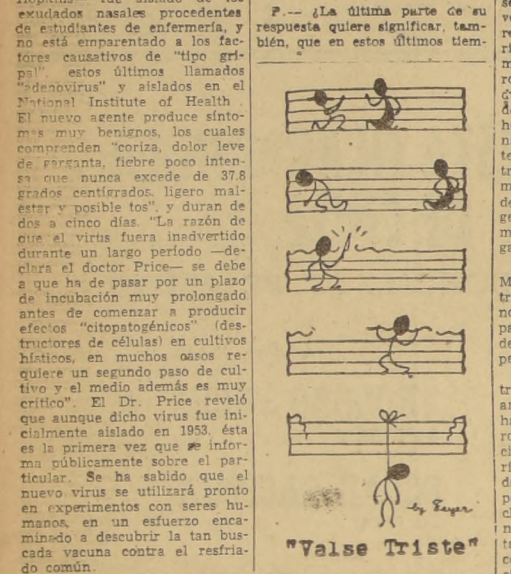 exudados nasales procedentes
de estudiantes de enfermería, y
no está emparentado a los fac-
tores causativos de "tipo gri-
pal" estos últimos llamados
"adenovirus" y aislados en el
National Institute of Health
El nuevo agente produce sínto-
mas muy benignos, los cuales
comprenden "coriza, dolor leve
de garganta, fiebre poco inten-
sa que nunca excede de 37.8
grados centígrados, ligero mal-
estar y posible tos", y duran de
dos a cinco días. "La razón de
que el virus fuera inadvertido
durante un largo período —de-
clara el doctor Price— se debe
a que ha de pasar por un plazo
de incubación muy prolongado
antes de comenzar a producir
efectos "citopatogénicos" (des-
tructores de células) en cultivos
hísticos, en muchos casos re-
quiere un segundo paso de cul-
tivo y el medio además es muy
crítico". El Dr. Price reveló
que aunque dicho virus fue ini-
cialmente aislado en 1953, ésta
es la primera vez que se infor-
ma públicamente sobre el par-
ticular. Se ha sabido que el
nuevo virus se utilizará pronto
en experimentos con seres hu-
manos, en un esfuerzo enca-
minado a descubrir la tan bus-
cada vacuna contra el resfria-
do común.
P.— ¿La última parte de su
respuesta quiere significar, tam-
bién, que en estos últimos tiem-
by
"Valse Triste"